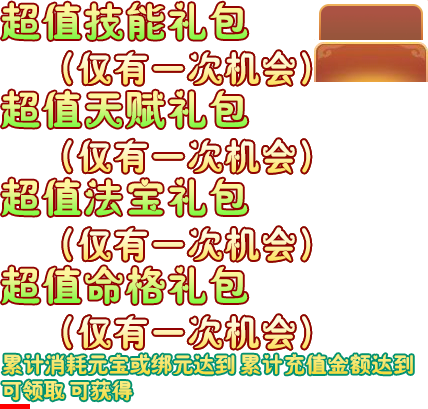 超值技能礼包
（仅有一次机会）
超值天赋礼包
（仅有一次机会）
超值法宝礼包
（仅有一次机会）
超值命格礼包
（仅有一次机会）
累计消耗元宝或绑元达到 累计充值金额达到
可领取 可获得